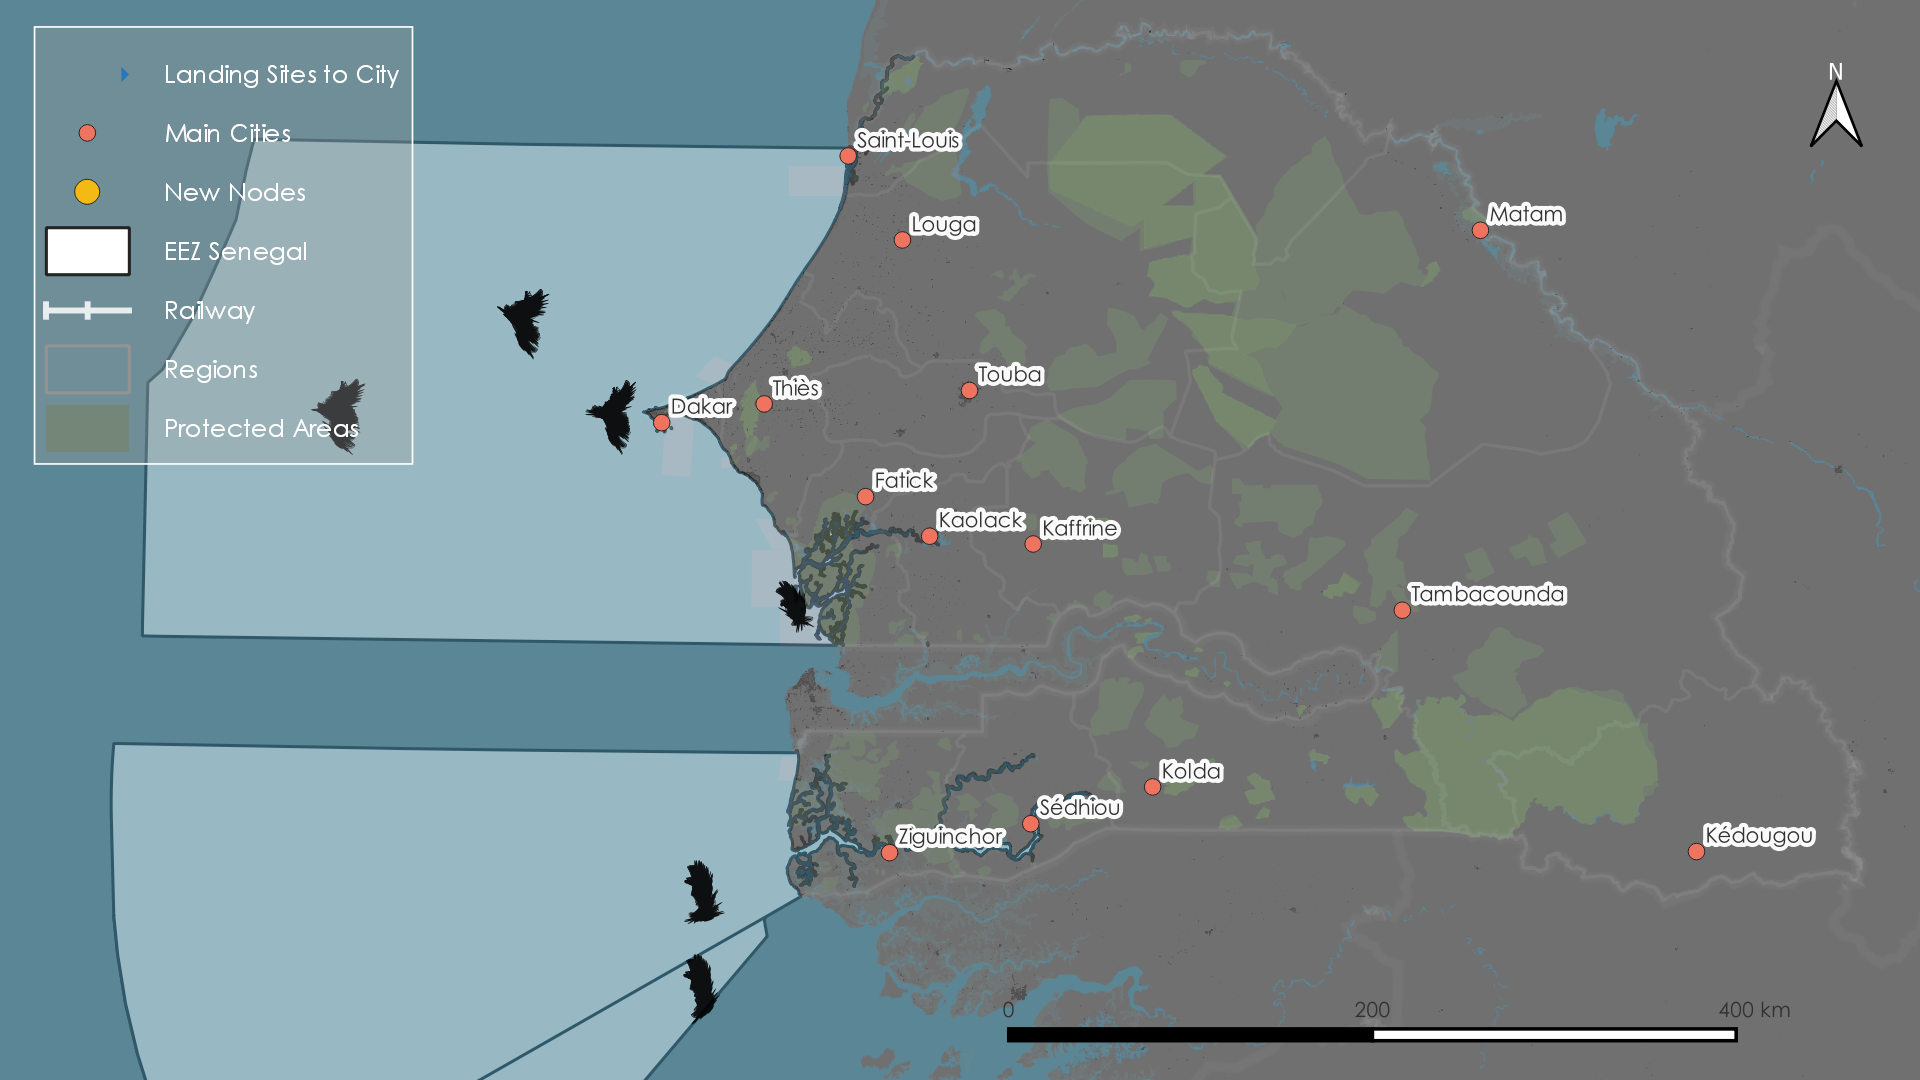 Landing Sites to City
Main Cities
New Nodes
EEZ Senegal
Railway
Regions
Protected Areas
N
Saint-Louis
Matam
Louga
Touba
Thiès
Dakar
Fatick
Kaolack
Kaffrine
Tambacounda
Kolda
Sédhiou
Ziguinchor
Kédougou
0 200 400 km